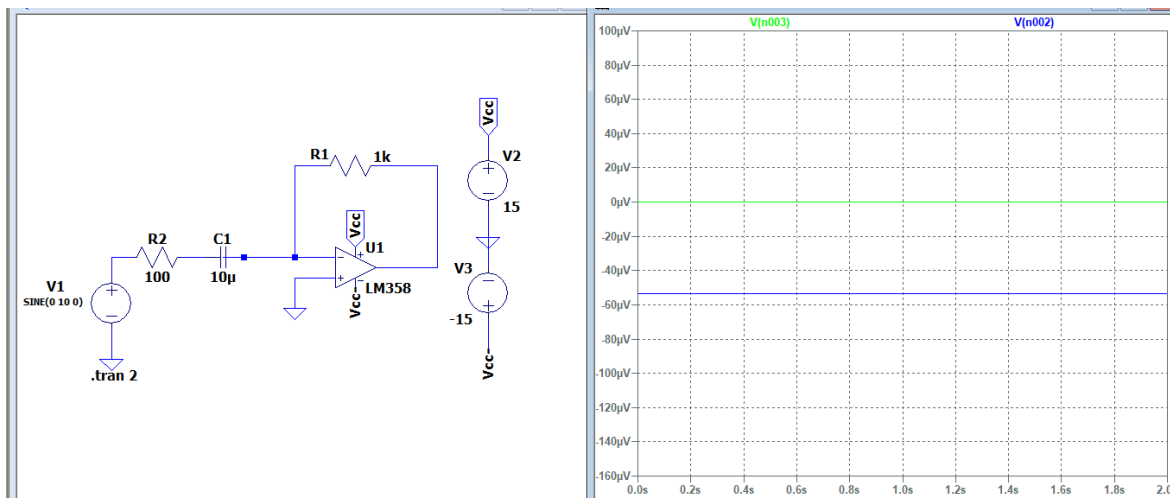 V(n003) V(n002)
100µV
80µV
60µV
40µV
20µV
0µV
-20µV
-40µV
-60µV
-80µV
-100µV
-120µV
-140µV
-160µV
0.0s 0.2s 0.4s 0.6s 0.8s 1.0s 1.2s 1.4s 1.6s 1.8s 2.0s
Vcc
R1 1k
V2
15
Vcc
R2 C1 U1
100 10µ
V3
V1
LM358
SINE(0 10 0)
Vcc-
-15
.tran 2
Vcc-